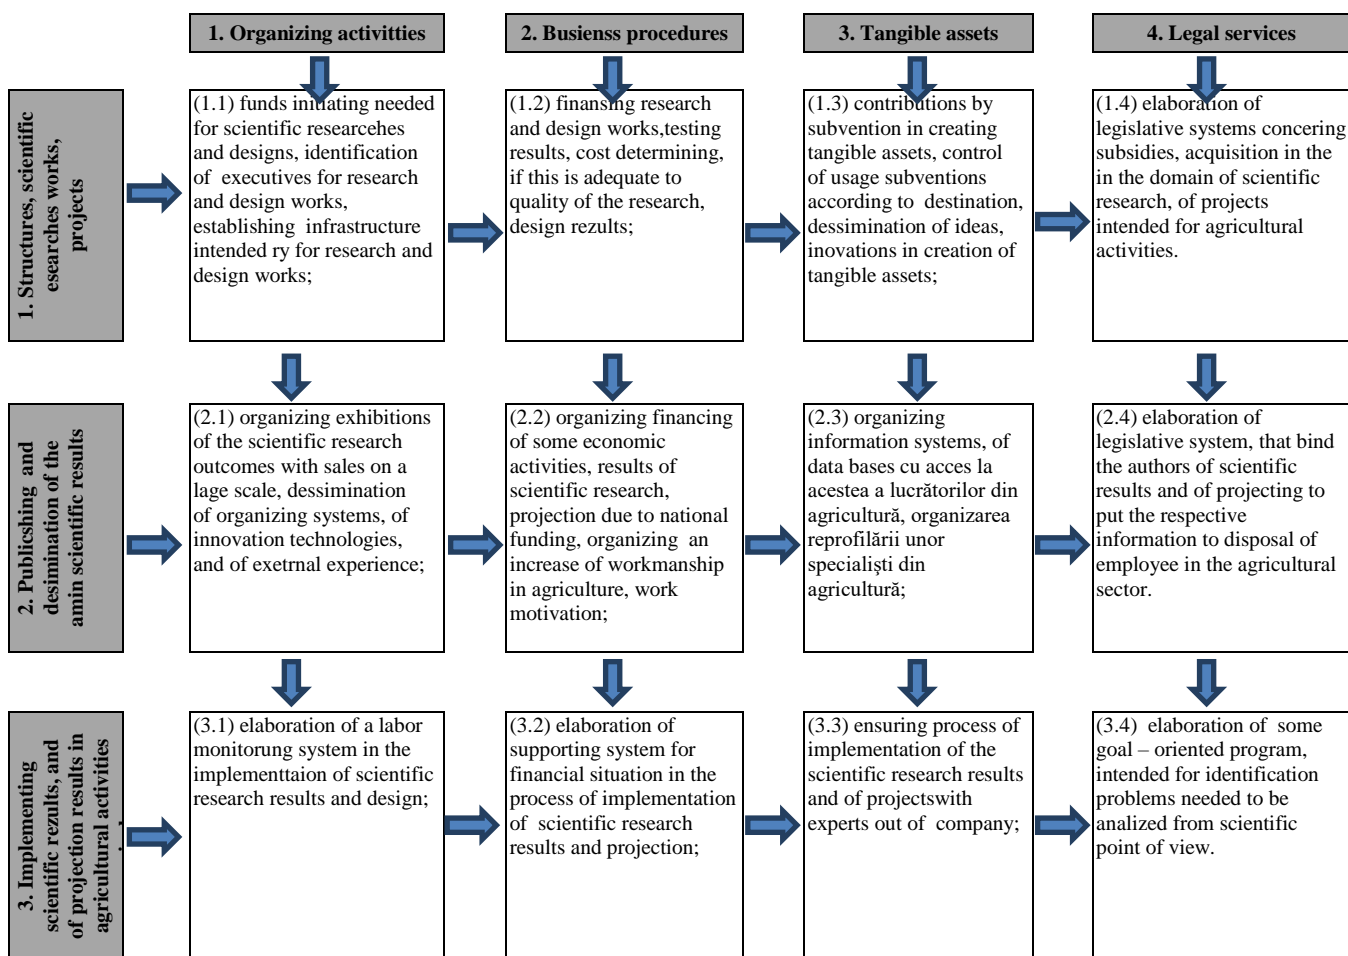 1. Organizing activitties
2. Busienss procedures
3. Tangible assets
4. Legal services
1. Structures, scientific
esearches works,
projects
(1.1) funds initiating needed
for scientific researcehes
and designs, identification
of executives for research
and design works,
establishing infrastructure
intended ry for research and
design works;
(1.2) finansing research
and design works,testing
results, cost determining,
if this is adequate to
quality of the research,
design rezults;
(1.3) contributions by
subvention in creating
tangible assets, control
of usage subventions
according to destination,
dessimination of ideas,
inovations in creation of
tangible assets;
(1.4) elaboration of
legislative systems concering
subsidies, acquisition in the
in the domain of scientific
research, of projects
intended for agricultural
activities.
2. Publicshing and
desimination of the
amin scientific results
(2.1) organizing exhibitions
of the scientific research
outcomes with sales on a
lage scale, dessimination
of organizing systems, of
innovation technologies,
and of exetrnal experience;
(2.2) organizing financing
of some economic
activities, results of
scientific research,
projection due to national
funding, organizing an
increase of workmanship
in agriculture, work
motivation;
(2.3) organizing
information systems, of
data bases cu acces la
acestea a lucrătorilor din
agricultură, organizarea
reprofilării unor
specialişti din
agricultură;
(2.4) elaboration of
legislative system, that bind
the authors of scientific
results and of projecting to
put the respective
information to disposal of
employee in the agricultural
sector.
3. Implementing
scientific rezults, and
of projection results in
agricultural activities
(3.1) elaboration of a labor
monitorung system in the
implementtaion of scientific
research results and design;
(3.2) elaboration of
supporting system for
financial situation in the
process of implementation
of scientific research
results and projection;
(3.3) ensuring process of
implementation of the
scientific research results
and of projectswith
experts out of company;
(3.4) elaboration of some
goal – oriented program,
intended for identification
problems needed to be
analized from scientific
point of view.